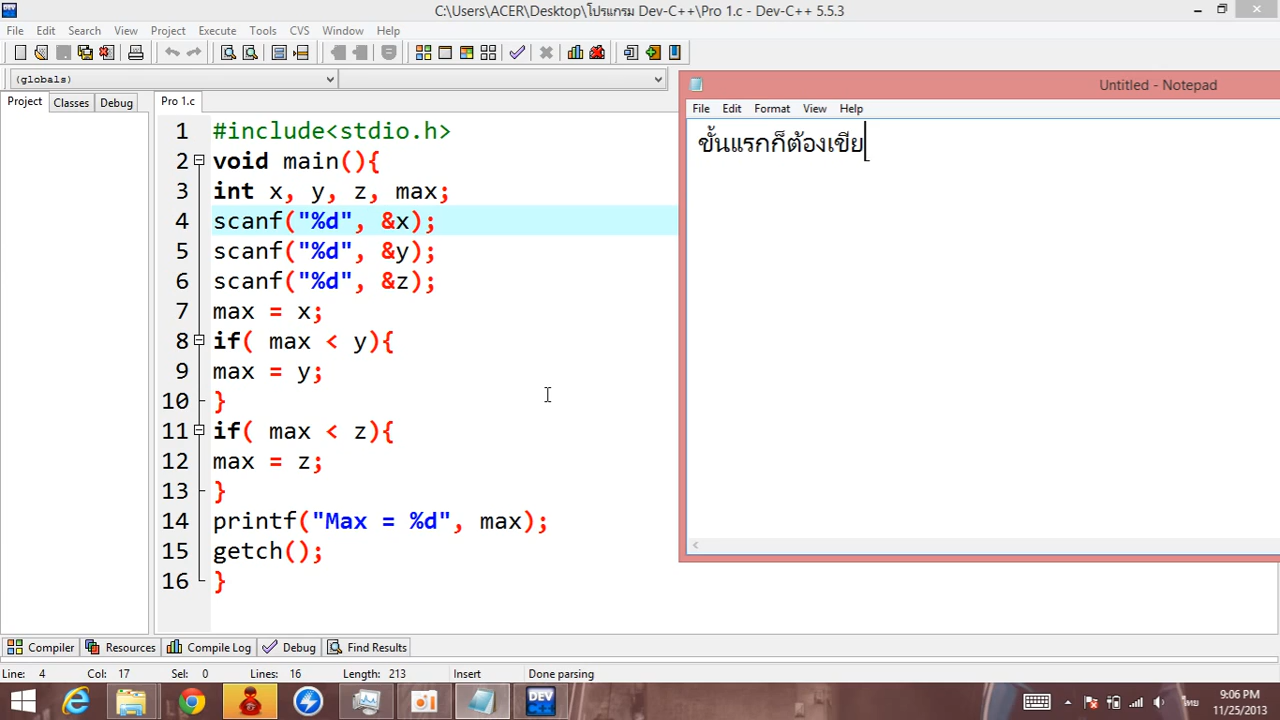 C:\Users\ACER\Desktop\โปรแกรม Dev-C++\Pro 1.c - Dev-C++ 5.5.3
File Edit Search View Project Execute Tools CVS Window Help
(globals)
Project Classes Debug
Pro 1.c
1 #include<stdio.h>
2 void main(){
3 int x, y, z, max;
4 scanf("%d", &x);
5 scanf("%d", &y);
6 scanf("%d", &z);
7 max = x;
8 if( max < y){
9 max = y;
10 }
11 if( max < z){
12 max = z;
13 }
14 printf("Max = %d", max);
15 getch();
16 }
Untitled - Notepad
File Edit Format View Help
ขั้นแรกก็ต้องเขีย
Compiler Resources Compile Log Debug Find Results
Line: 4 Col: 17 Sel: 0 Lines: 16 Length: 213 Insert Done parsing
DEV
ไทย
9:06 PM
11/25/2013